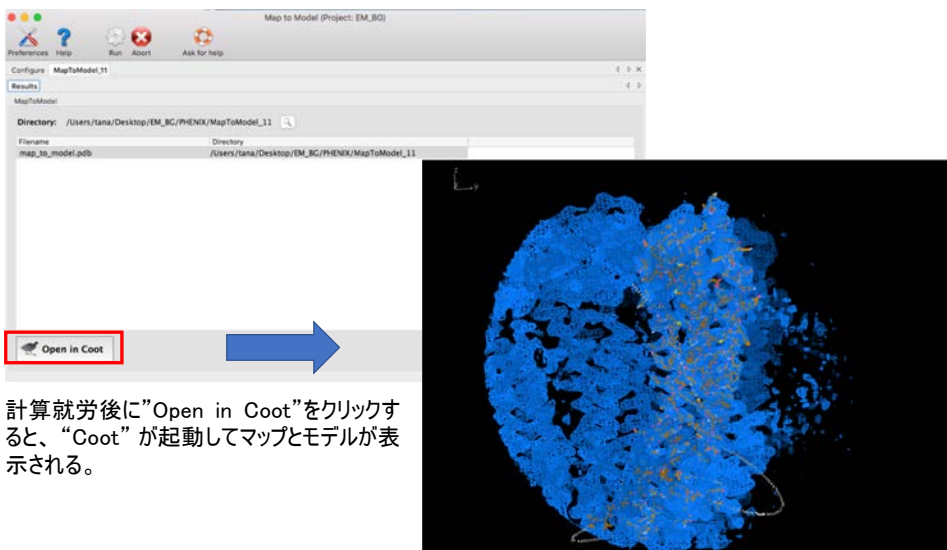 Map to Model (Project: EM_BG)
Preferences Help Run Abort Ask for help
Configure MapToModel_11
Results
MapToModel
Directory: /Users/tana/Desktop/EM_BG/PHENIX/MapToModel_11
Filename Directory
map_to_model.pdb /Users/tana/Desktop/EM_BG/PHENIX/MapToModel_11
z
y
Open in Coot
計算就労後に”Open in Coot”をクリックす
ると、“Coot” が起動してマップとモデルが表
示される。